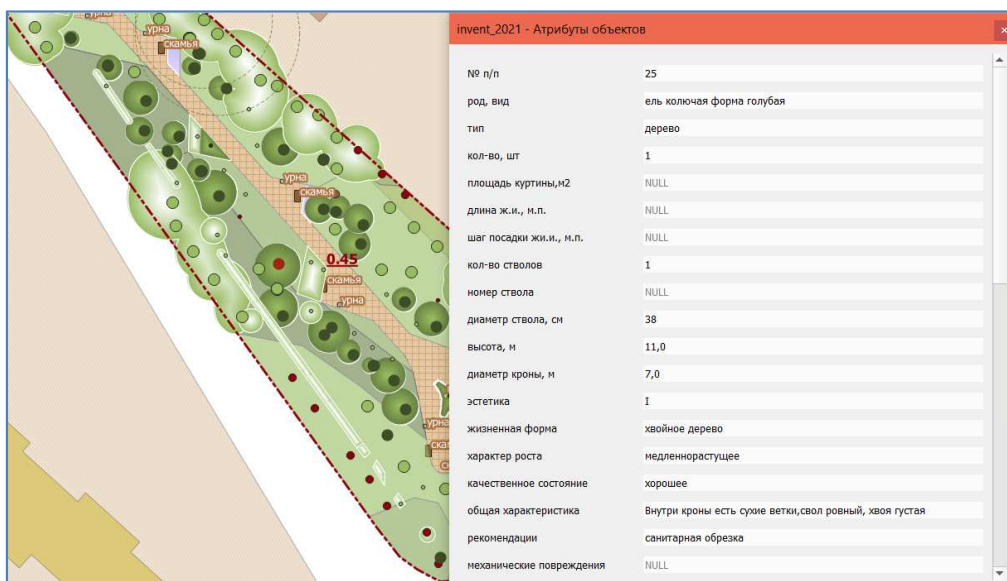 урна
скамья
урна
скамья
0.45
скамья
урна
урна
invent_2021 - Атрибуты объектов
№ п/п 25
род, вид ель колючая форма голубая
тип дерево
кол-во, шт 1
площадь куртины,м2 NULL
длина ж.и., м.п. NULL
шаг посадки жи.и., м.п. NULL
кол-во стволов 1
номер ствола NULL
диаметр ствола, см 38
высота, м 11,0
диаметр кроны, м 7,0
эстетика I
жизненная форма хвойное дерево
характер роста медленнорастущее
качественное состояние хорошее
общая характеристика Внутри кроны есть сухие ветки,свол ровный, хвоя густая
рекомендации санитарная обрезка
механические повреждения NULL